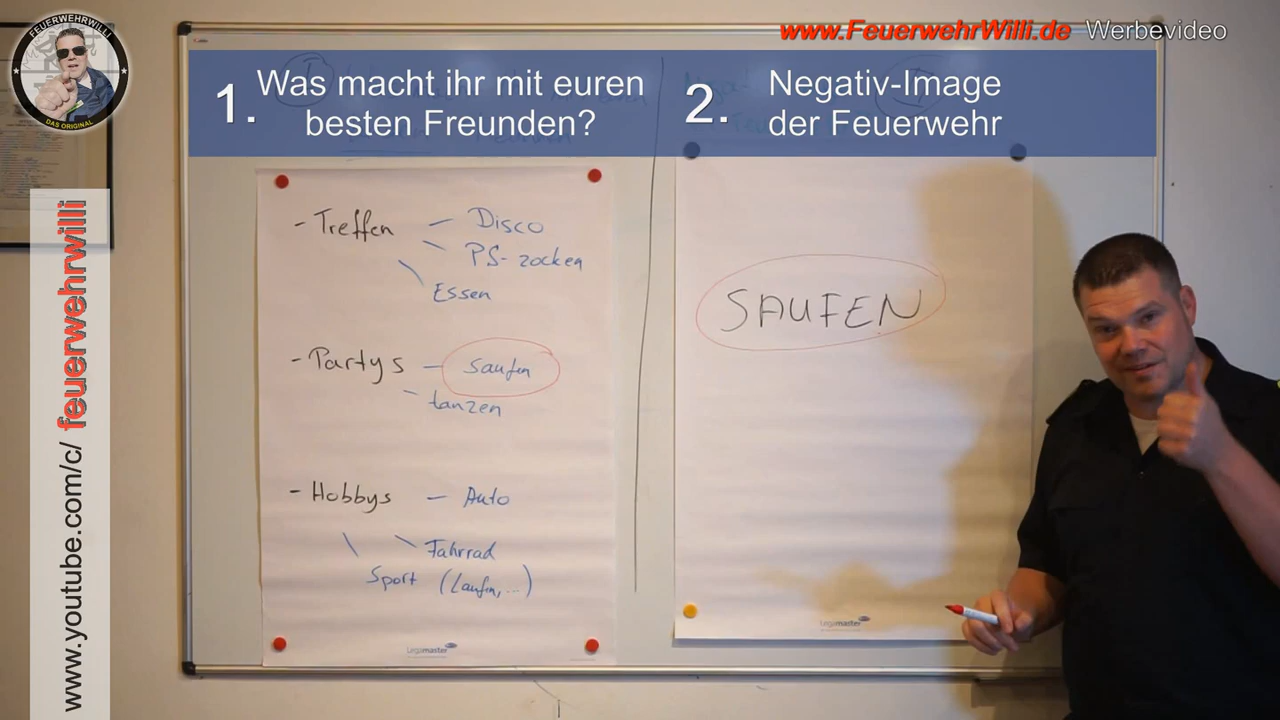 FEUERWEHRWILLI
DAS ORIGINAL
www.FeuerwehrWilli.de Werbevideo
1. Was macht ihr mit euren
besten Freunden?
2. Negativ-Image
der Feuerwehr
- Treffen - Disco
- PS-zocken
Essen
- Partys - saufen
- tanzen
- Hobbys - Auto
Fahrrad
Sport (Laufen, ...)
Legamaster
SAUFEN
Legamaster
www.youtube.com/c/ feuerwehrwilli